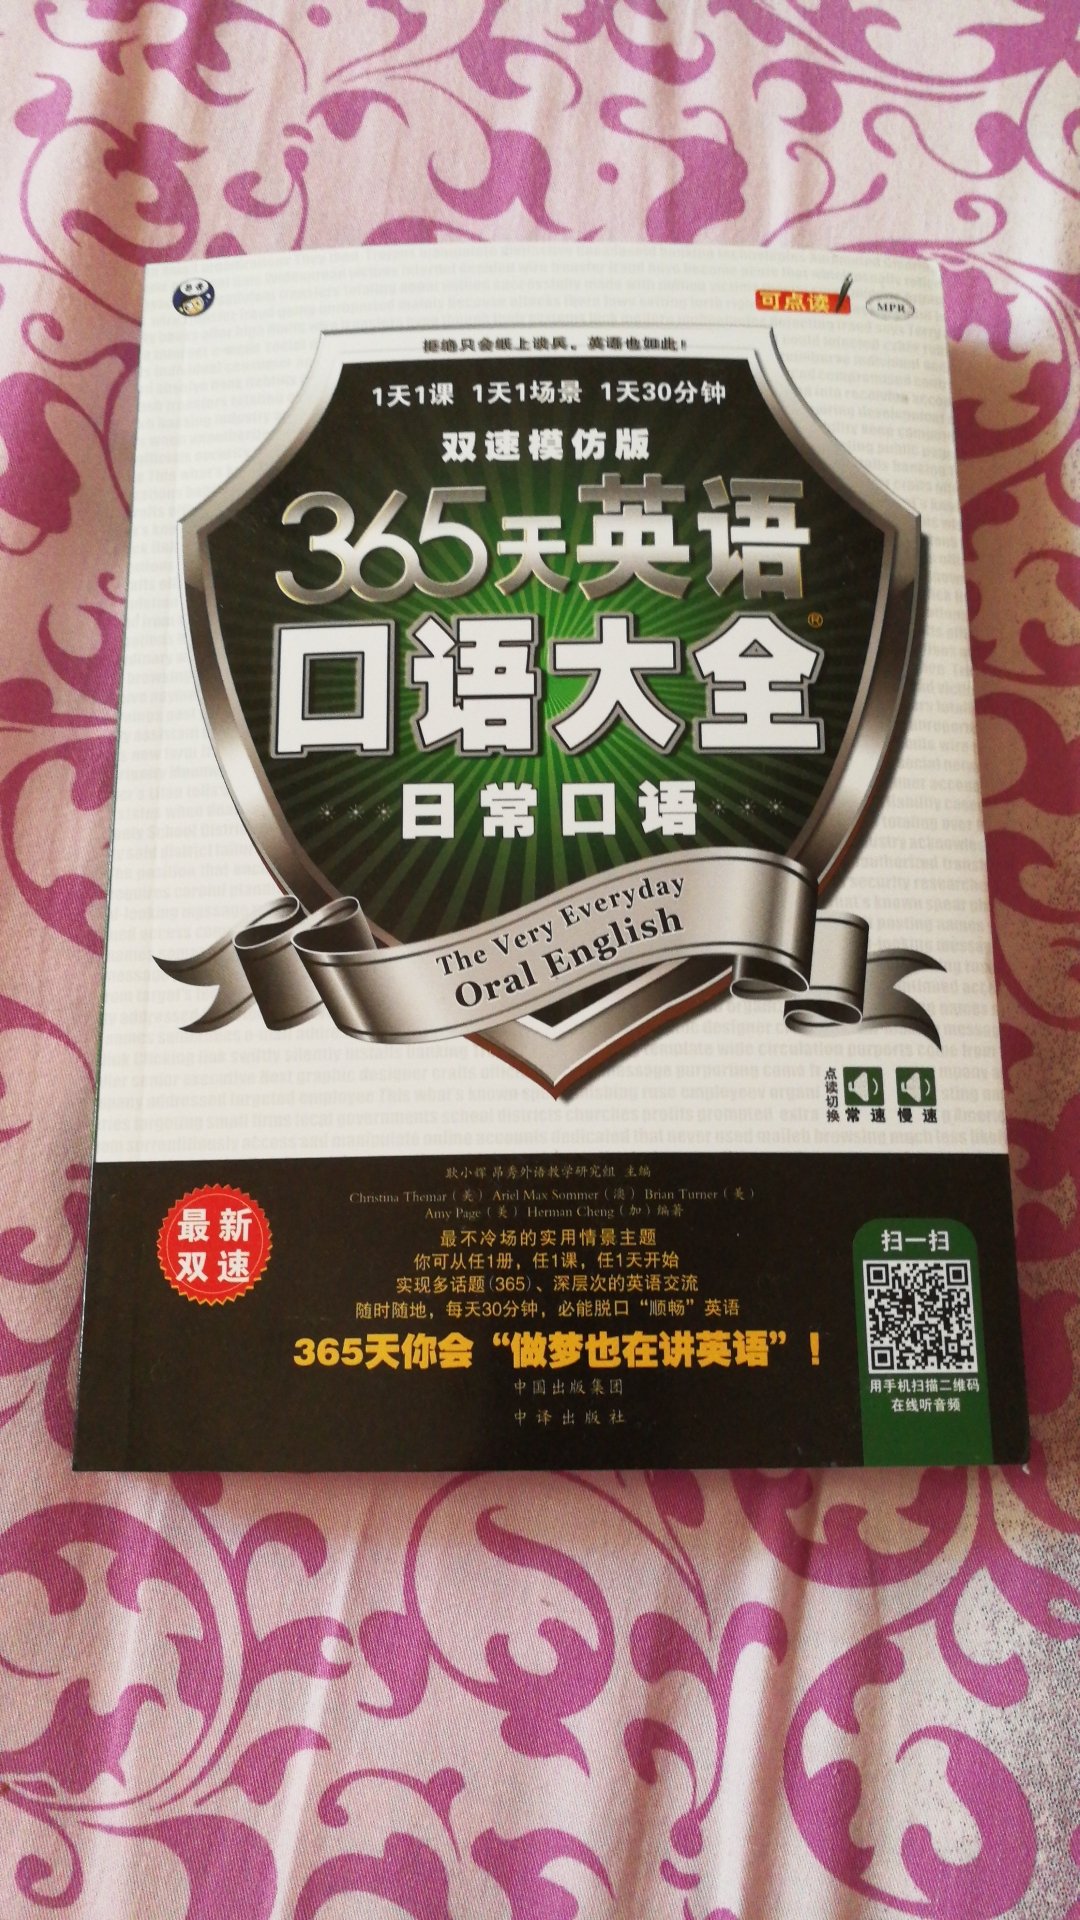 可点读
MPR
拒绝只会纸上谈兵。英语也如此!
1天1课 1天1场景 1天30分钟
双速模仿版
365天英语
口语大全®
日常口语
The Very Everyday
Oral English
点读切换
常速 慢速
耿小辉 昂秀外语教学研究组 主编
Christina Themar(美) Ariel Max Sommer(澳) Brian Turner(美)
Amy Page(美) Herman Cheng(加)编著
最新
双速
最不冷场的实用情景主题
你可从任1册,任1课,任1天开始
实现多话题(365)、深层次的英语交流
随时随地,每天30分钟,必能脱口“顺畅”英语
365天你会“做梦也在讲英语”!
中国出版集团
中译出版社
扫一扫
用手机扫描二维码
在线听音频